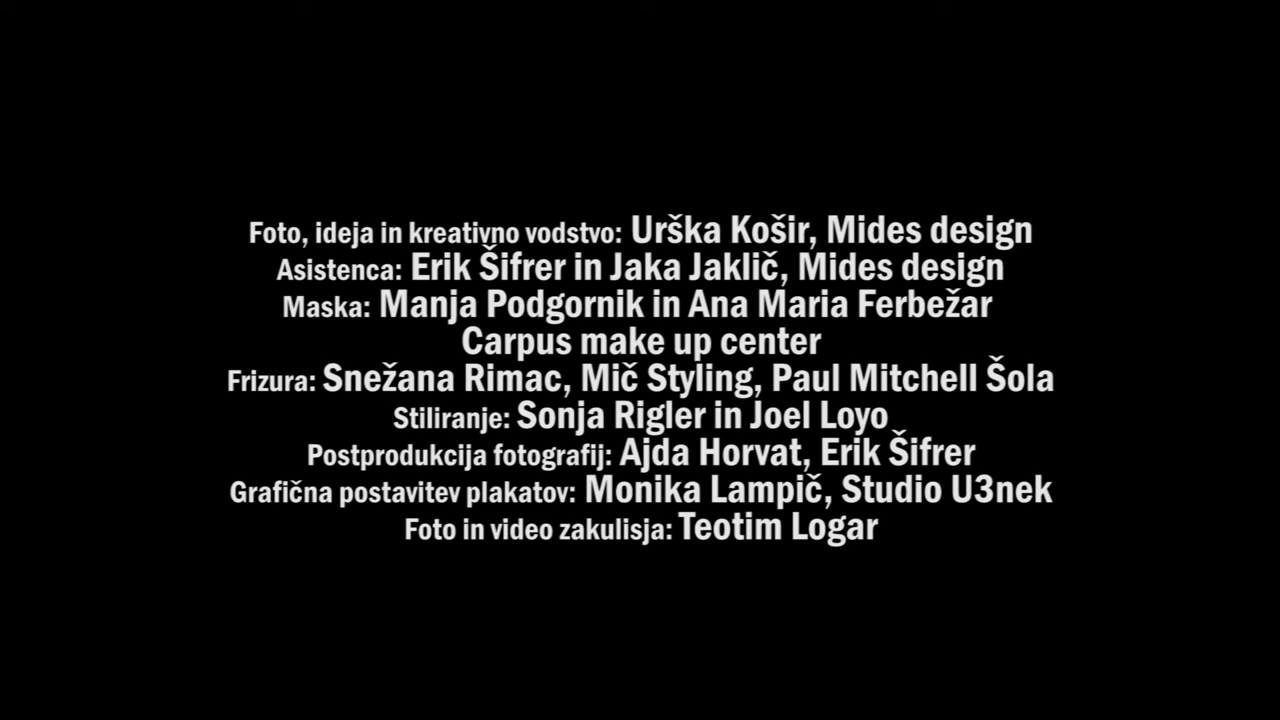 Foto, ideja in kreativno vodstvo: Urška Košir, Mides design
Asistenca: Erik Šifrer in Jaka Jaklič, Mides design
Maska: Manja Podgornik in Ana Maria Ferbežar
Carpus make up center
Frizura: Snežana Rimac, Mič Styling, Paul Mitchell Šola
Stiliranje: Sonja Rigler in Joel Loyo
Postprodukcija fotografij: Ajda Horvat, Erik Šifrer
Grafična postavitev plakatov: Monika Lampič, Studio U3nek
Foto in video zakulisja: Teotim Logar